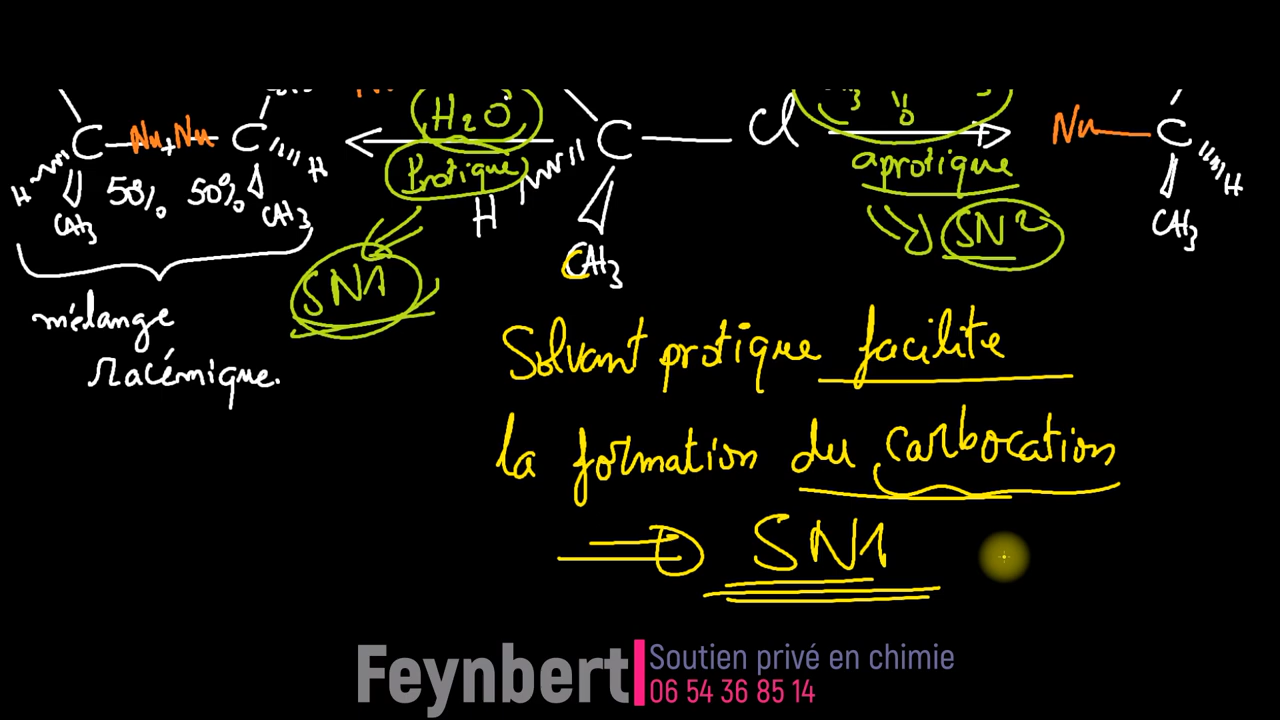 H₂O
C — Nu + Nu — C
C — Cl
Nu — C
Protique
aprotique
H
50%
50%
H
H
H
CH3
CH3
CH3
CH3
SN1
SN2
mélange
racémique.
Solvant protique facilite
la formation du carbocation
⇒ SN1
Feynbert
Soutien privé en chimie
06 54 36 85 14